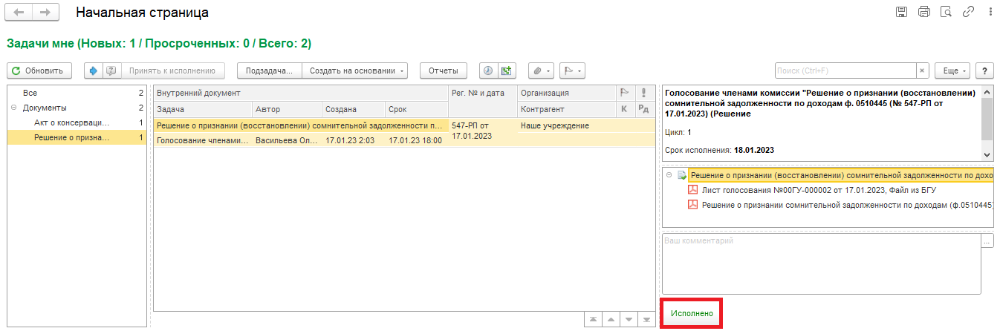 Начальная страница
Задачи мне (Новых: 1 / Просроченных: 0 / Всего: 2)
Обновить Принять к исполнению Подзадача... Создать на основании Отчеты Поиск (Ctrl+F) × Еще ?
Все 2
Документы 2
Акт о консерваци... 1
Решение о призна... 1
Внутренний документ Рег. № и дата Организация
Задача Автор Создана Срок Контрагент К Рд
Решение о признании (восстановлении) сомнительной задолженности п... 547-РП от 17.01.2023 Наше учреждение
Голосование членами... Васильева Ол... 17.01.23 2:03 17.01.23 18:00
Голосование членами комиссии "Решение о признании (восстановлении)
сомнительной задолженности по доходам ф. 0510445 (№ 547-РП от
17.01.2023) (Решение
Цикл: 1
Срок исполнения: 18.01.2023
Решение о признании (восстановлении) сомнительной задолженности по дохо
Лист голосования №00ГУ-000002 от 17.01.2023, Файл из БГУ
Решение о признании сомнительной задолженности по доходам (ф.0510445)
Ваш комментарий
...
Исполнено